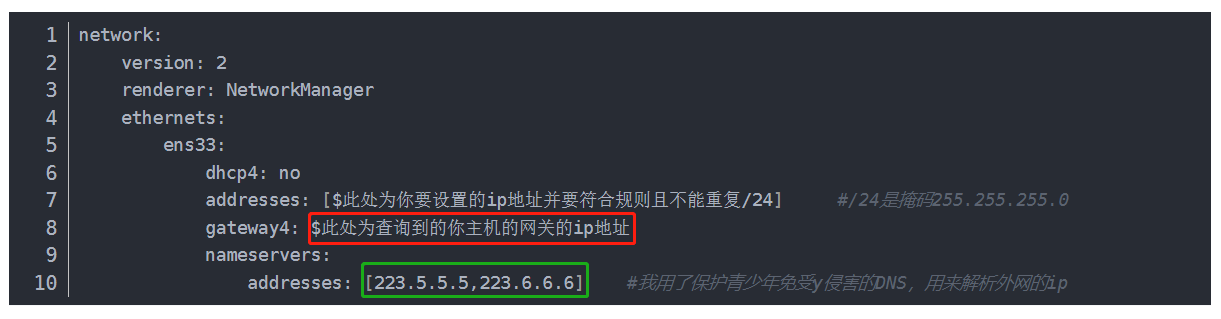 1 network:
2 version: 2
3 renderer: NetworkManager
4 ethernets:
5 ens33:
6 dhcp4: no
7 addresses: [$此处为你要设置的ip地址并要符合规则且不能重复/24] #/24是掩码255.255.255.0
8 gateway4: $此处为查询到的你主机的网关的ip地址
9 nameservers:
10 addresses: [223.5.5.5,223.6.6.6] #我用了保护青少年免受y侵害的DNS，用来解析外网的ip